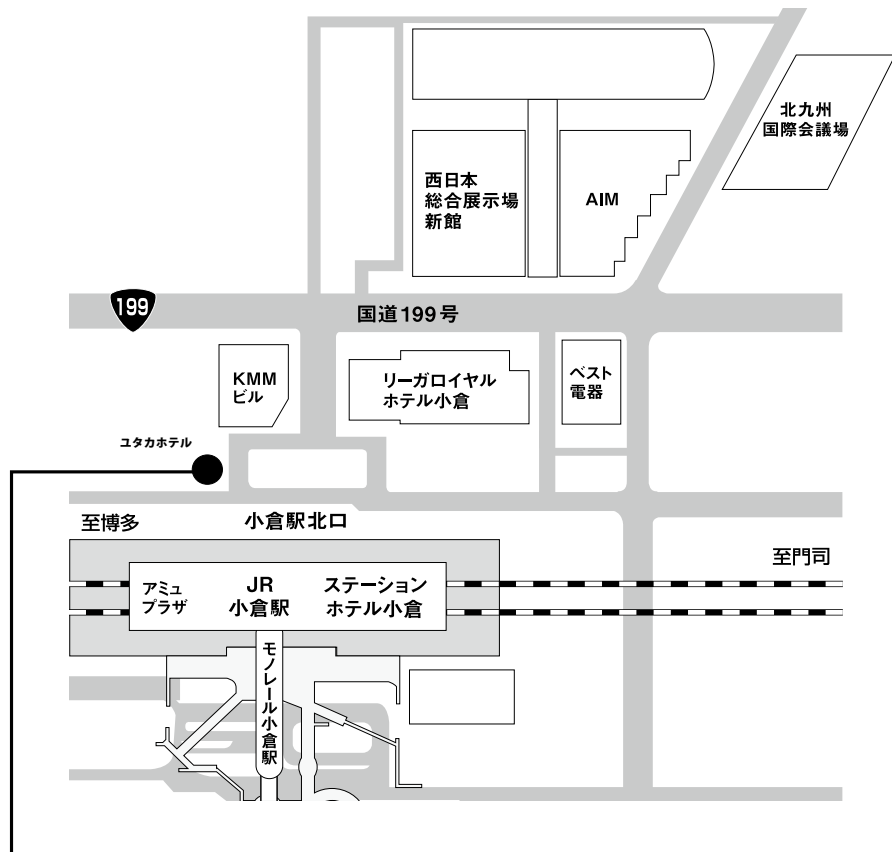 北九州
国際会議場
西日本
総合展示場
新館
AIM
199
国道199号
KMM
ビル
リーガロイヤル
ホテル小倉
ベスト
電器
ユタカホテル
至博多
小倉駅北口
至門司
アミュ
プラザ
JR
小倉駅
ステーション
ホテル小倉
モノレール小倉駅